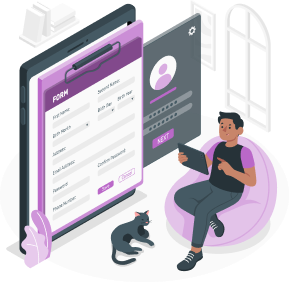 FORM
First Name
Second Name
Birth Month
Birth Day
Birth Year
Address
Email Address
Password
Confirm Password
Phone Number
NEXT